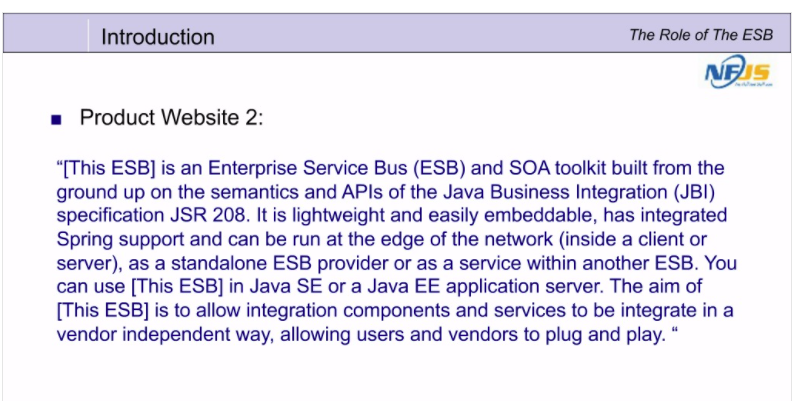 Introduction
The Role of The ESB
NFJS
■ Product Website 2:
“[This ESB] is an Enterprise Service Bus (ESB) and SOA toolkit built from the
ground up on the semantics and APIs of the Java Business Integration (JBI)
specification JSR 208. It is lightweight and easily embeddable, has integrated
Spring support and can be run at the edge of the network (inside a client or
server), as a standalone ESB provider or as a service within another ESB. You
can use [This ESB] in Java SE or a Java EE application server. The aim of
[This ESB] is to allow integration components and services to be integrate in a
vendor independent way, allowing users and vendors to plug and play. “